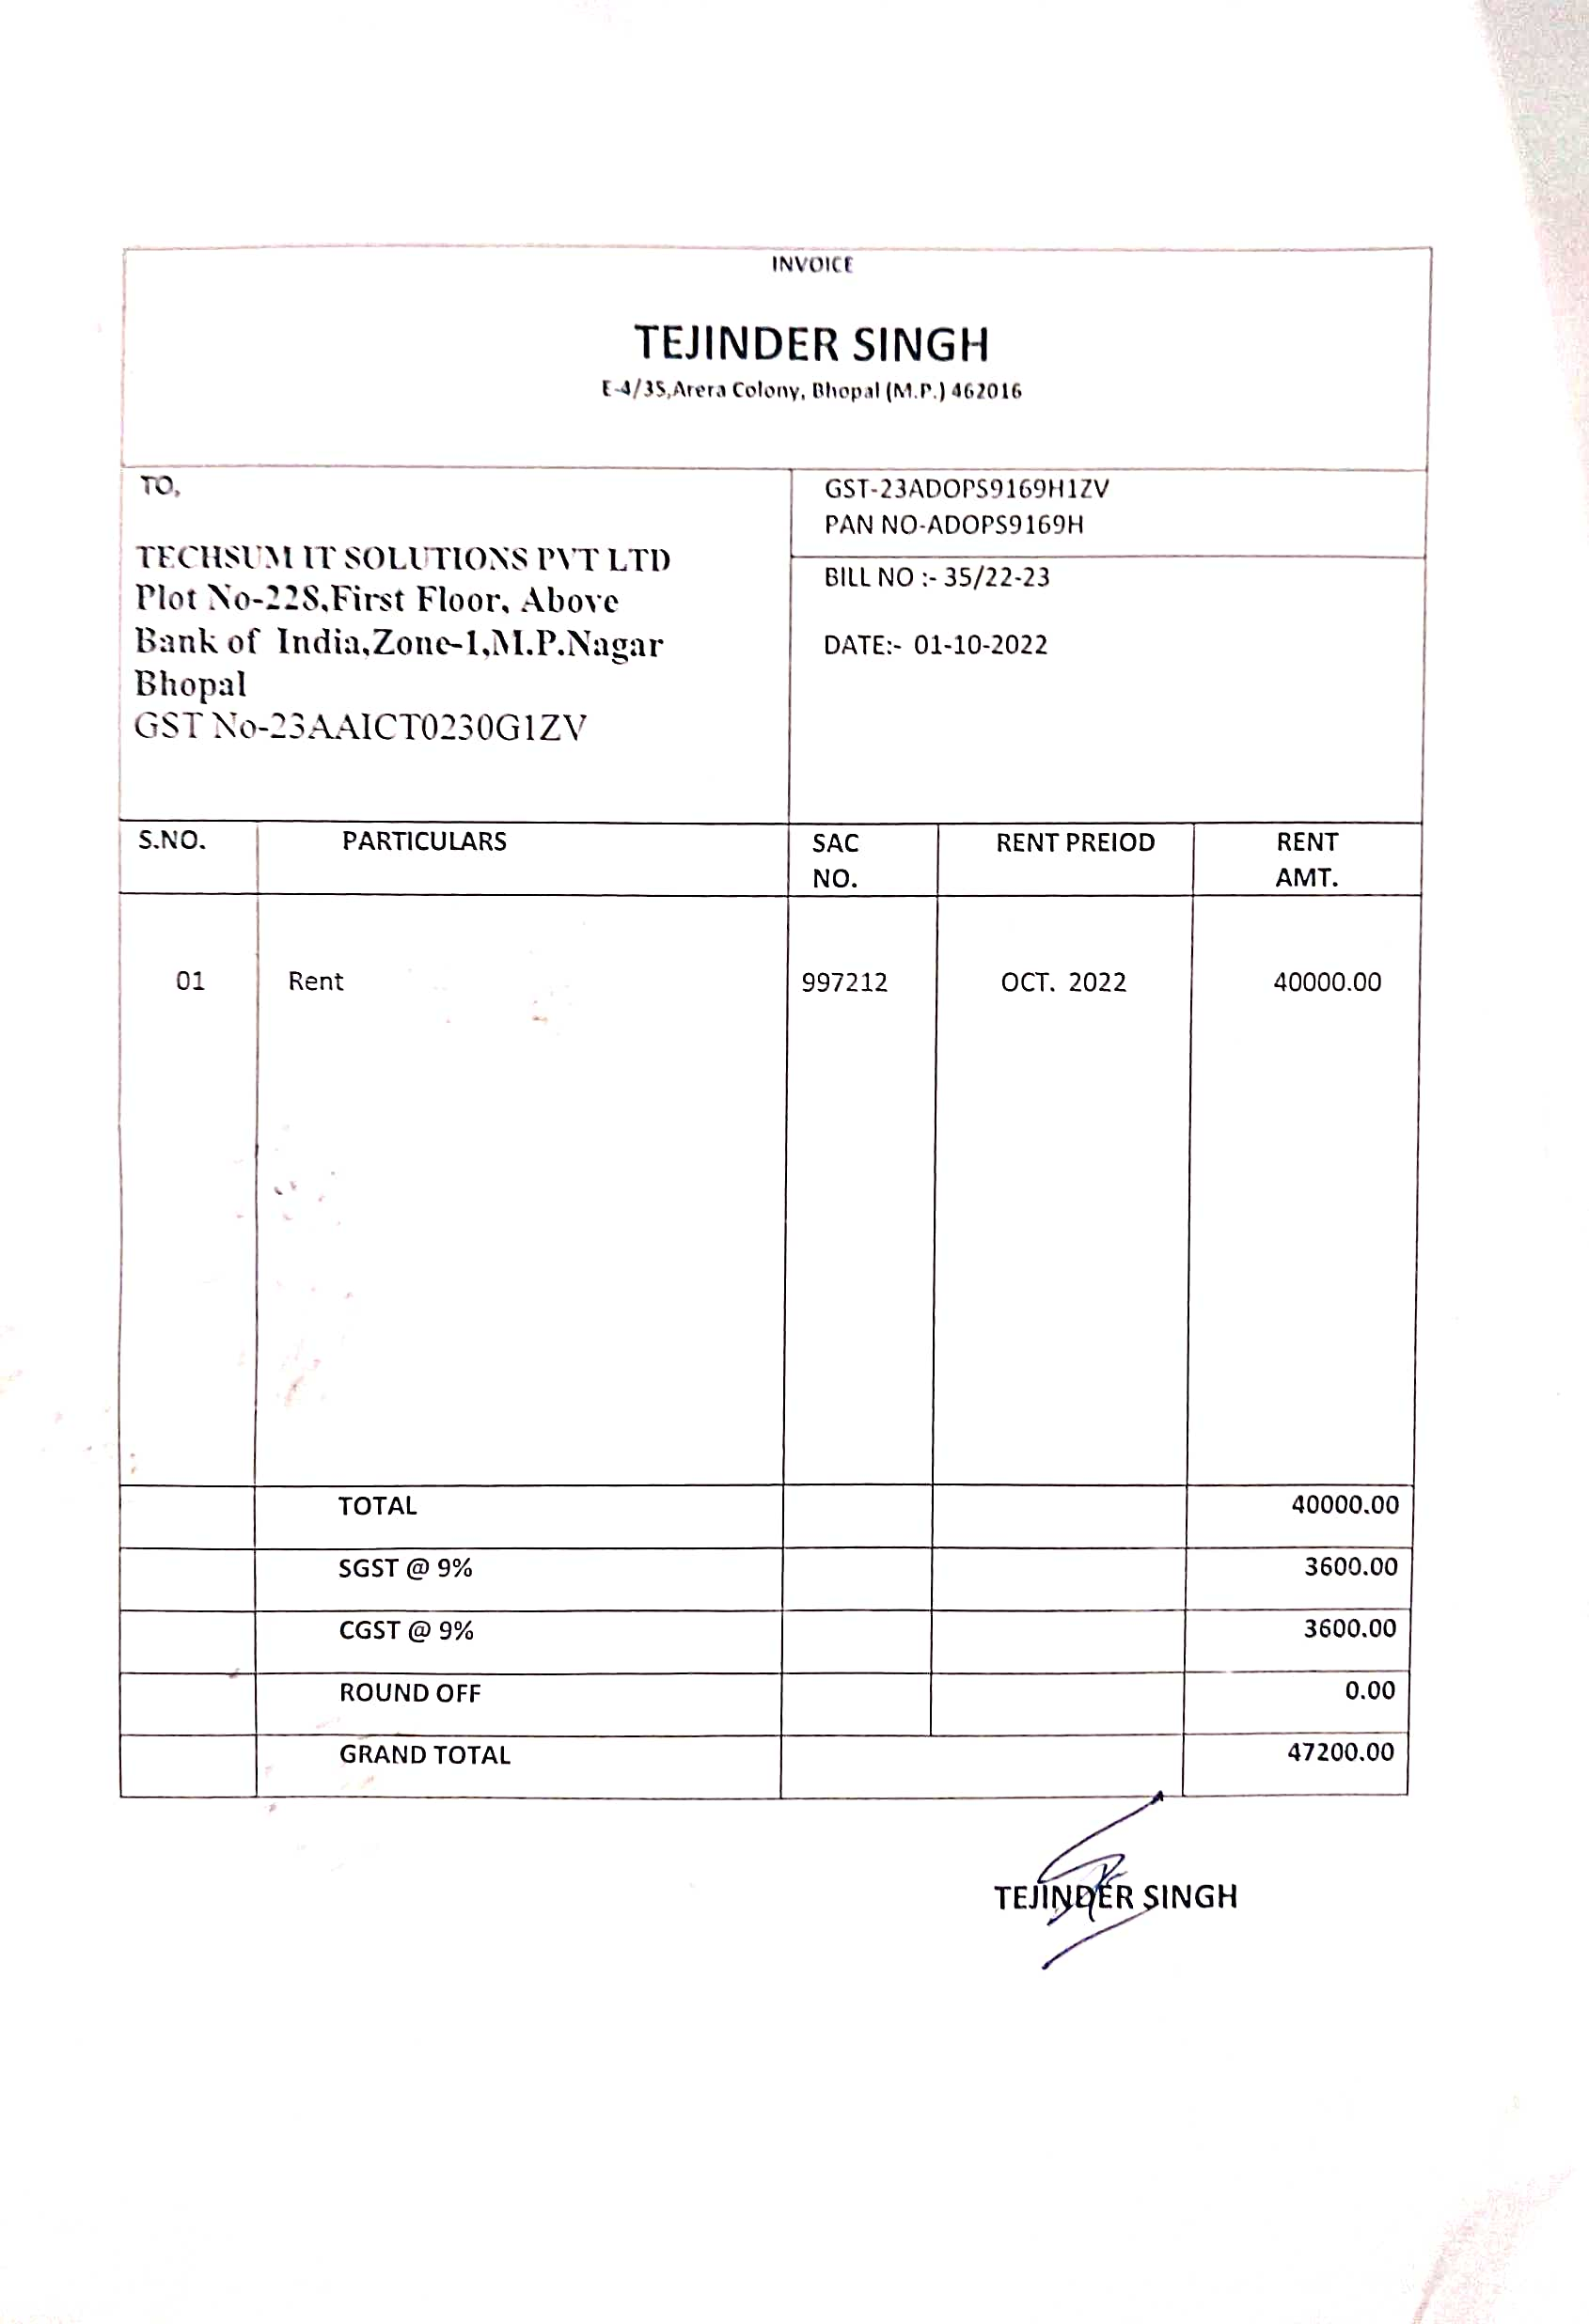 INVOICE
TEJINDER SINGH
E-4/35,Arera Colony, Bhopal (M.P.) 462016
TO,
TECHSUM IT SOLUTIONS PVT LTD
Plot No-228,First Floor, Above
Bank of India,Zone-1,M.P.Nagar
Bhopal
GST No-23AAICT0230G1ZV
GST-23ADOPS9169H1ZV
PAN NO-ADOPS9169H
BILL NO :- 35/22-23
DATE:- 01-10-2022
S.NO. PARTICULARS SAC NO. RENT PREIOD RENT AMT.
01 Rent 997212 OCT. 2022 40000.00
TOTAL 40000.00
SGST @ 9% 3600.00
CGST @ 9% 3600.00
ROUND OFF 0.00
GRAND TOTAL 47200.00
TEJINDER SINGH